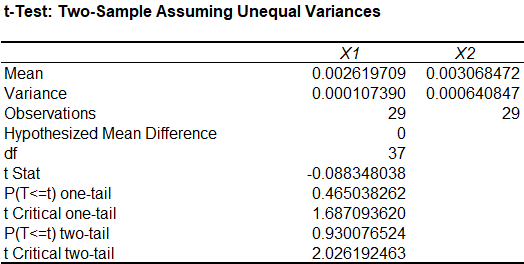 t-Test: Two-Sample Assuming Unequal Variances
X1 X2
Mean 0.002619709 0.003068472
Variance 0.000107390 0.000640847
Observations 29 29
Hypothesized Mean Difference 0
df 37
t Stat -0.088348038
P(T<=t) one-tail 0.465038262
t Critical one-tail 1.687093620
P(T<=t) two-tail 0.930076524
t Critical two-tail 2.026192463